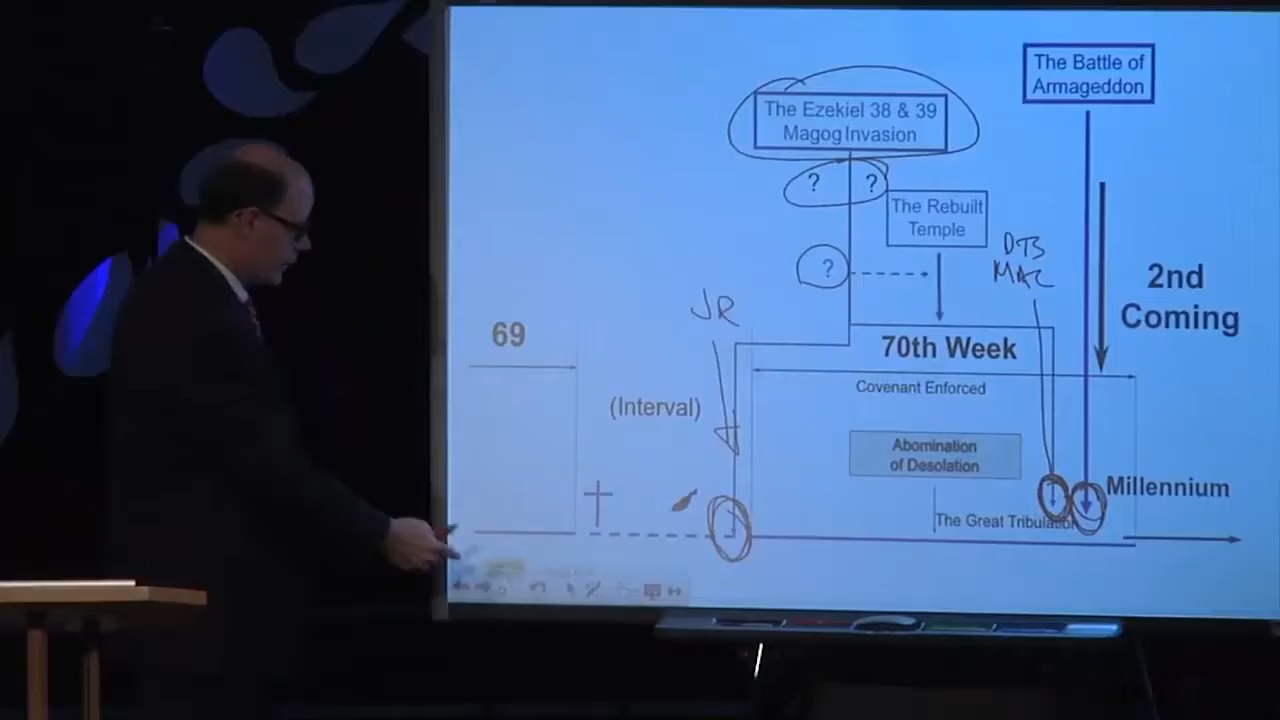 The Battle of
Armageddon
The Ezekiel 38 & 39
Magog Invasion
?
?
The Rebuilt
Temple
DTS
MAC
?
2nd
Coming
JR
69
70th Week
Covenant Enforced
(Interval)
Abomination
of Desolation
Millennium
The Great Tribulation